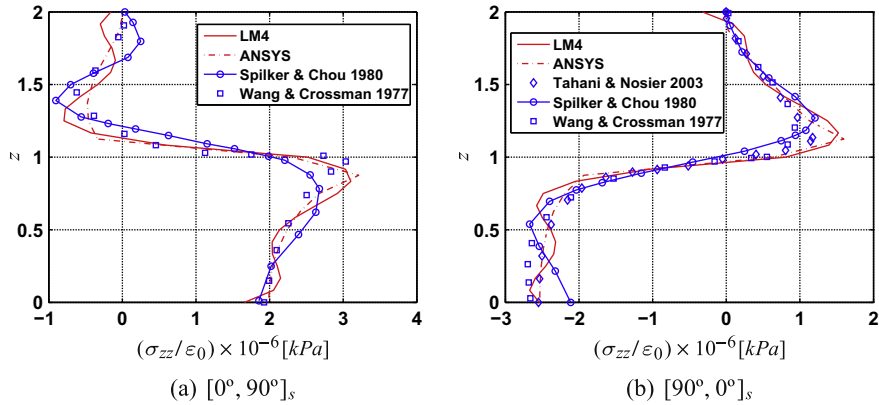 2
1.5
1
0.5
0
z
−1
0
1
2
3
4
LM4
ANSYS
Spilker & Chou 1980
Wang & Crossman 1977
(σzz/ε0) × 10−6[kPa]
(a) [0º, 90º]s
2
1.5
1
0.5
0
z
−3
−2
−1
0
1
2
LM4
ANSYS
Tahani & Nosier 2003
Spilker & Chou 1980
Wang & Crossman 1977
(σzz/ε0) × 10−6[kPa]
(b) [90º, 0º]s